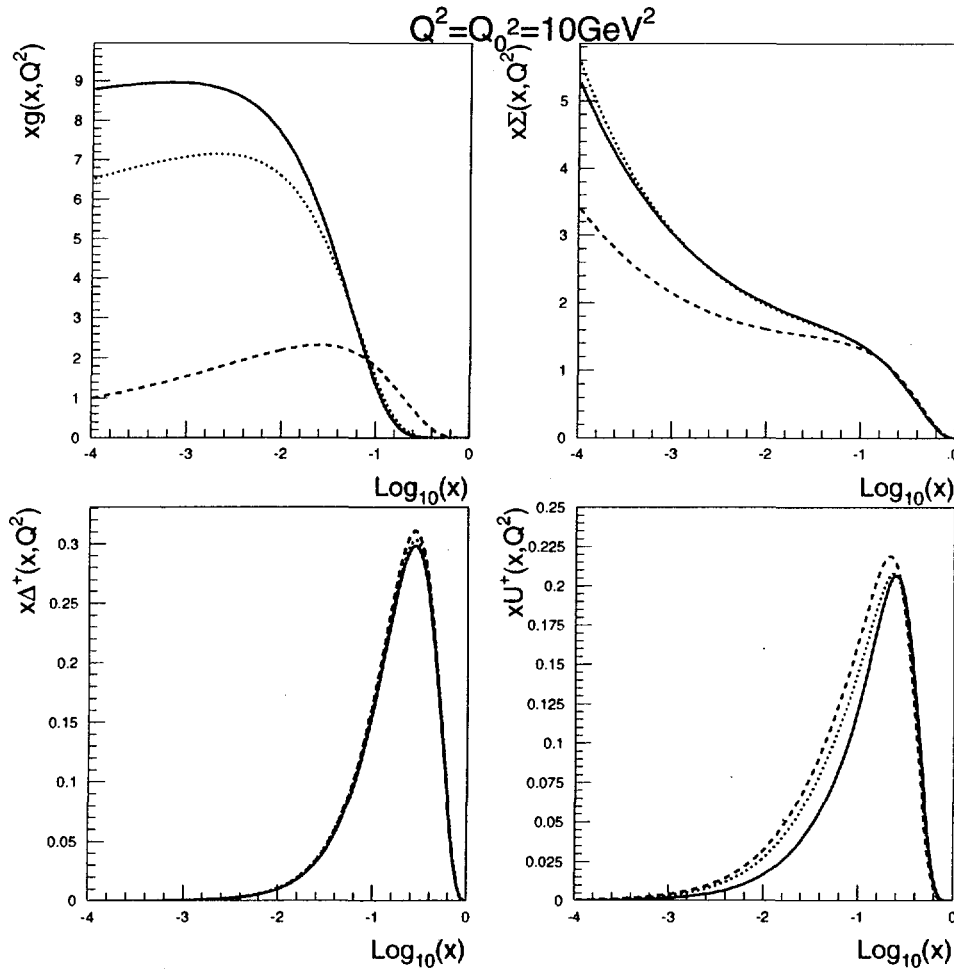 Q²=Q₀²=10GeV²
xg(x,Q²)
9
8
7
6
5
4
3
2
1
0
-4 -3 -2 -1 0
Log₁₀(x)
xΣ(x,Q²)
5
4
3
2
1
0
-4 -3 -2 -1 0
Log₁₀(x)
xΔ⁺(x,Q²)
0.3
0.25
0.2
0.15
0.1
0.05
0
-4 -3 -2 -1 0
Log₁₀(x)
xU⁺(x,Q²)
0.25
0.225
0.2
0.175
0.15
0.125
0.1
0.075
0.05
0.025
0
-4 -3 -2 -1 0
Log₁₀(x)